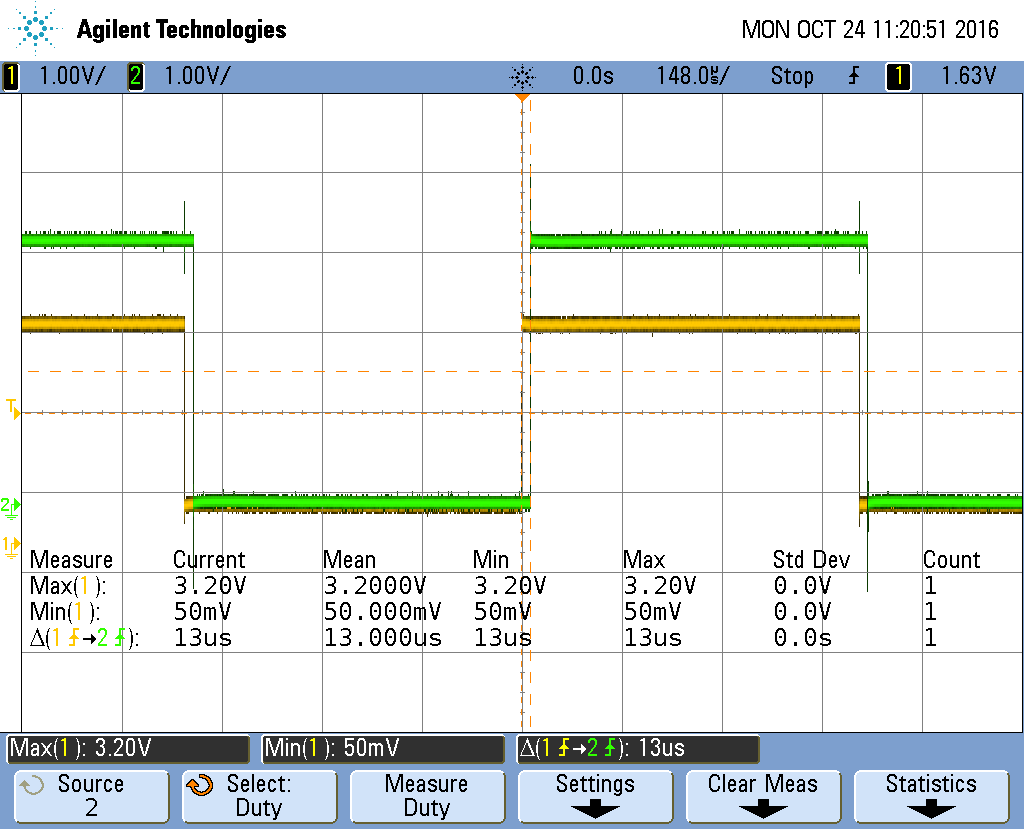 Agilent Technologies
MON OCT 24 11:20:51 2016
1 1.00V/ 2 1.00V/ 0.0s 148.0µs/ Stop 1 1.63V
T
2
1
Measure Current Mean Min Max Std Dev Count
Max(1): 3.20V 3.2000V 3.20V 3.20V 0.0V 1
Min(1): 50mV 50.000mV 50mV 50mV 0.0V 1
Δ(1→2): 13us 13.000us 13us 13us 0.0s 1
Max(1): 3.20V Min(1): 50mV Δ(1→2): 13us
Source Select: Measure Settings Clear Meas Statistics
2 Duty Duty